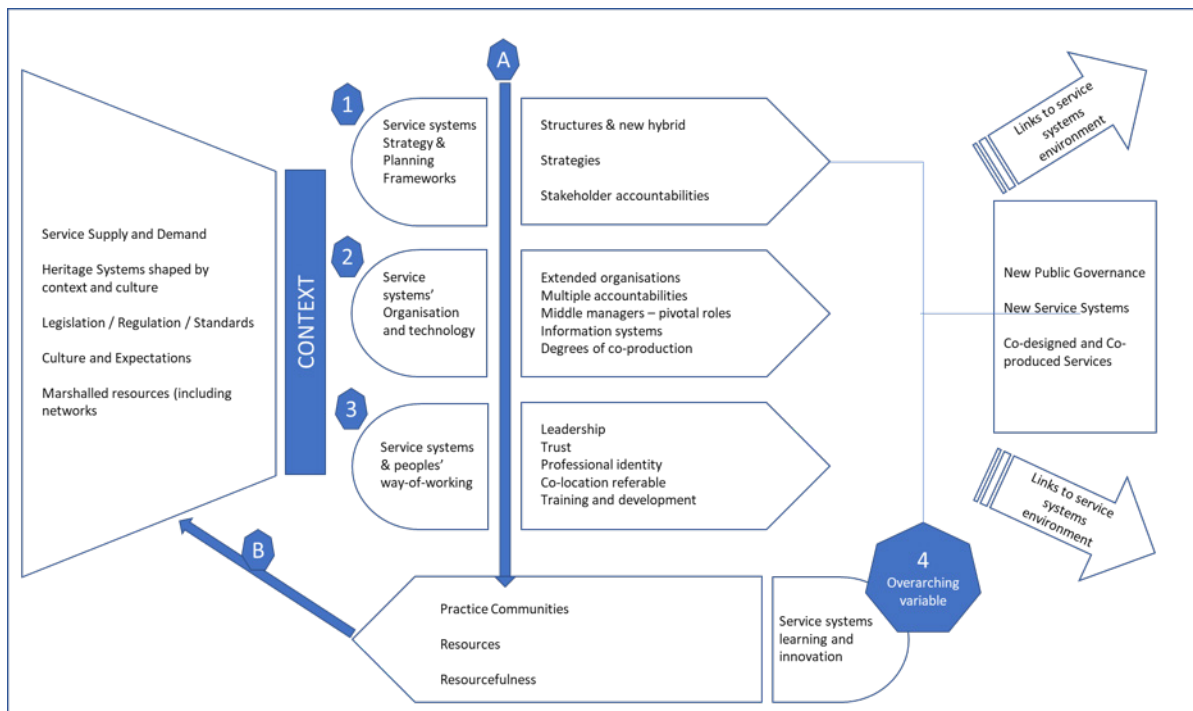 Service Supply and Demand
Heritage Systems shaped by
context and culture
Legislation / Regulation / Standards
Culture and Expectations
Marshalled resources (including
networks
CONTEXT
A
1
Service systems
Strategy &
Planning
Frameworks
Structures & new hybrid
Strategies
Stakeholder accountabilities
2
Service
systems’
Organisation
and technology
Extended organisations
Multiple accountabilities
Middle managers – pivotal roles
Information systems
Degrees of co-production
3
Service systems
& peoples’
way-of-working
Leadership
Trust
Professional identity
Co-location referable
Training and development
Links to service
systems
environment
New Public Governance
New Service Systems
Co-designed and Co-
produced Services
Links to service
systems
environment
B
Practice Communities
Resources
Resourcefulness
Service systems
learning and
innovation
4
Overarching
variable